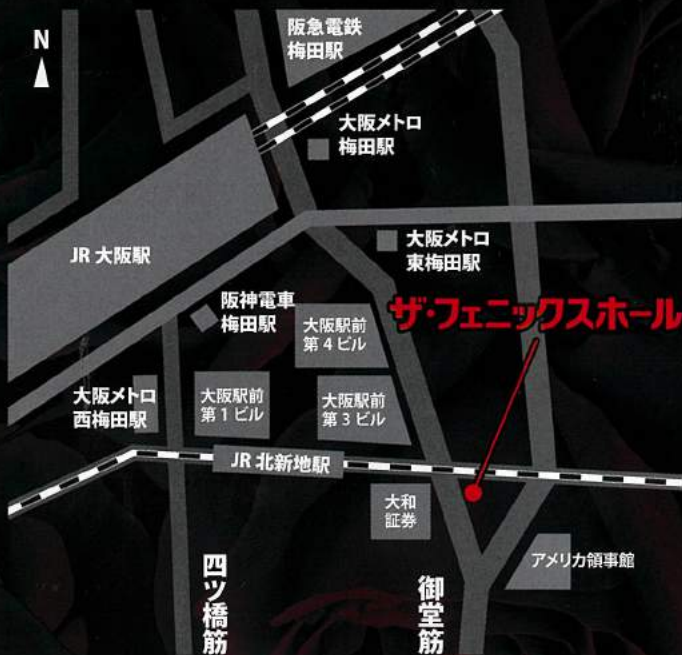 N
阪急電鉄
梅田駅
大阪メトロ
梅田駅
JR 大阪駅
大阪メトロ
東梅田駅
阪神電車
梅田駅
大阪駅前
第4ビル
ザ・フェニックスホール
大阪メトロ
西梅田駅
大阪駅前
第1ビル
大阪駅前
第3ビル
JR 北新地駅
大和
証券
アメリカ領事館
四ツ橋筋
御堂筋